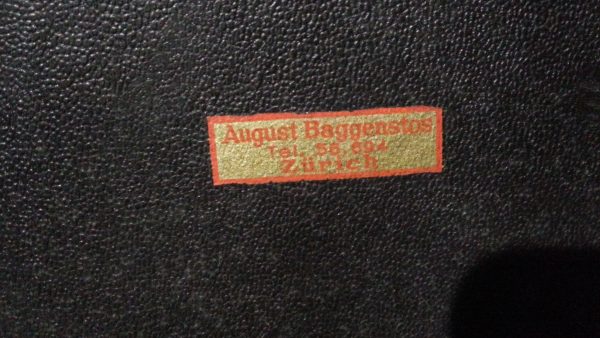 August Baggenstos
Tel. 56 694
Zürich